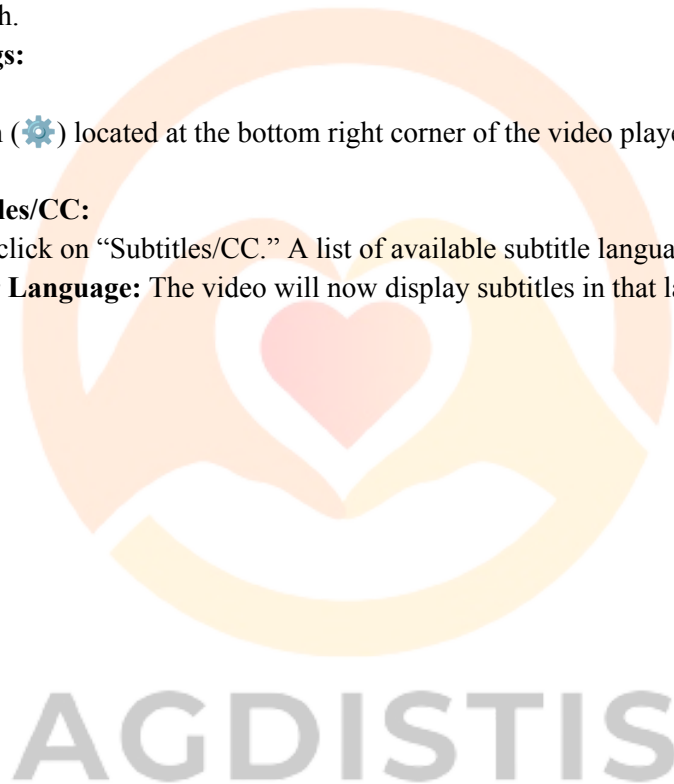 h.
gs:
n (⚙️) located at the bottom right corner of the video playe
les/CC:
click on “Subtitles/CC.” A list of available subtitle langua
Language: The video will now display subtitles in that la
AGDISTIS